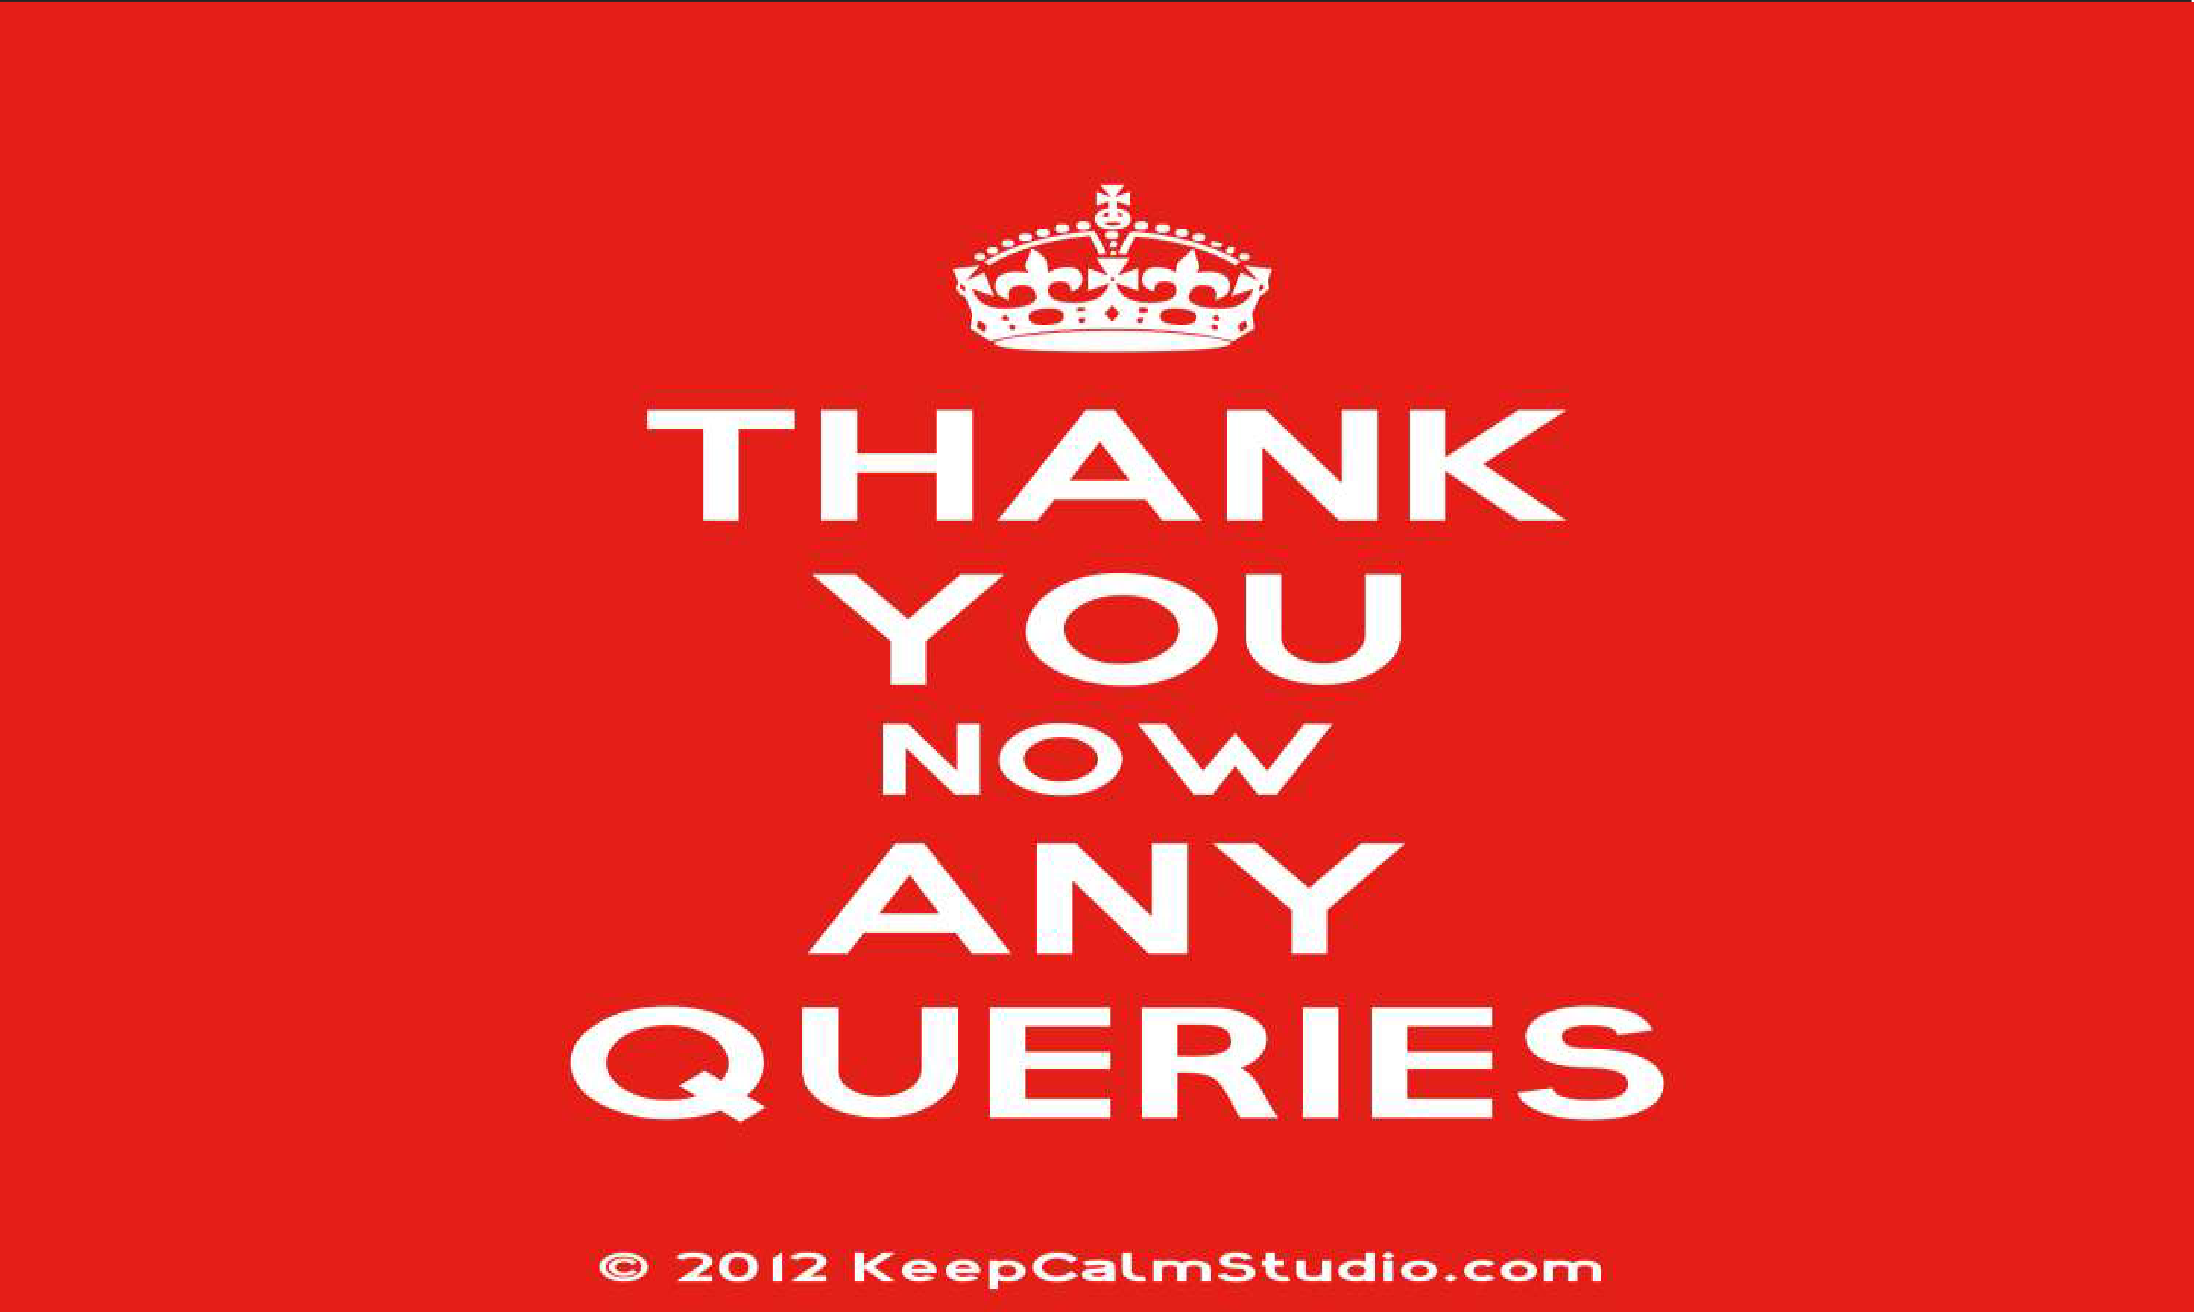 THANK
YOU
NOW
ANY
QUERIES
© 2012 KeepCalmStudio.com